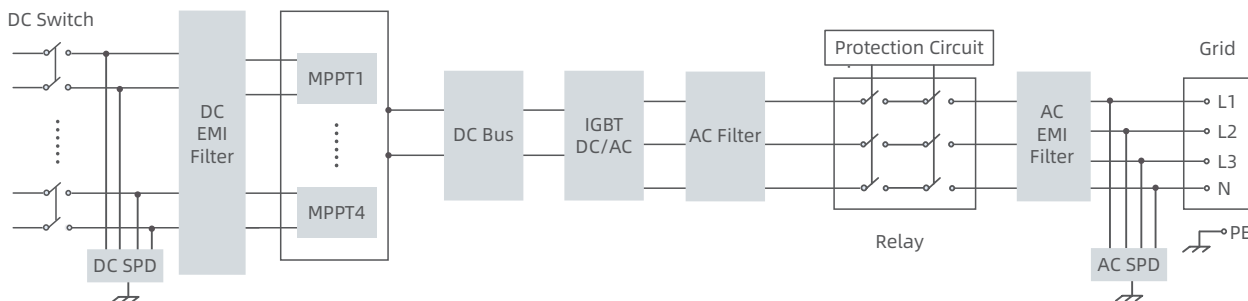 DC Switch
DC
EMI
Filter
MPPT1
MPPT4
DC SPD
DC Bus
IGBT
DC/AC
AC Filter
Protection Circuit
Relay
AC
EMI
Filter
Grid
L1
L2
L3
N
PE
AC SPD